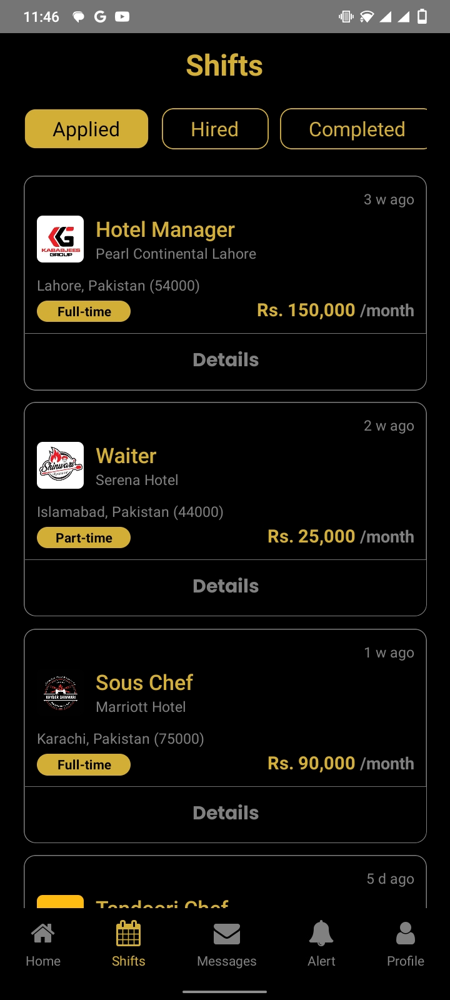 11:46
Shifts
Applied
Hired
Completed
3 w ago
Hotel Manager
KABABJEES
GROUP
Pearl Continental Lahore
Lahore, Pakistan (54000)
Full-time
Rs. 150,000 /month
Details
2 w ago
Waiter
Shinwari
Serena Hotel
Islamabad, Pakistan (44000)
Part-time
Rs. 25,000 /month
Details
1 w ago
Sous Chef
KHYBER SHINWARI
Marriott Hotel
Karachi, Pakistan (75000)
Full-time
Rs. 90,000 /month
Details
5 d ago
Tandoori Chef
Home
Shifts
Messages
Alert
Profile